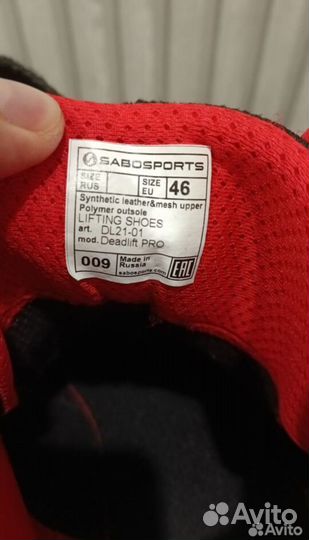 SABOSPORTS
SIZE RUS SIZE EU 46
Synthetic leather&mesh upper
Polymer outsole
LIFTING SHOES
art. DL21-01
mod. Deadlift PRO
009 Made in Russia
sabosports.com
EAC
Avito
Avito